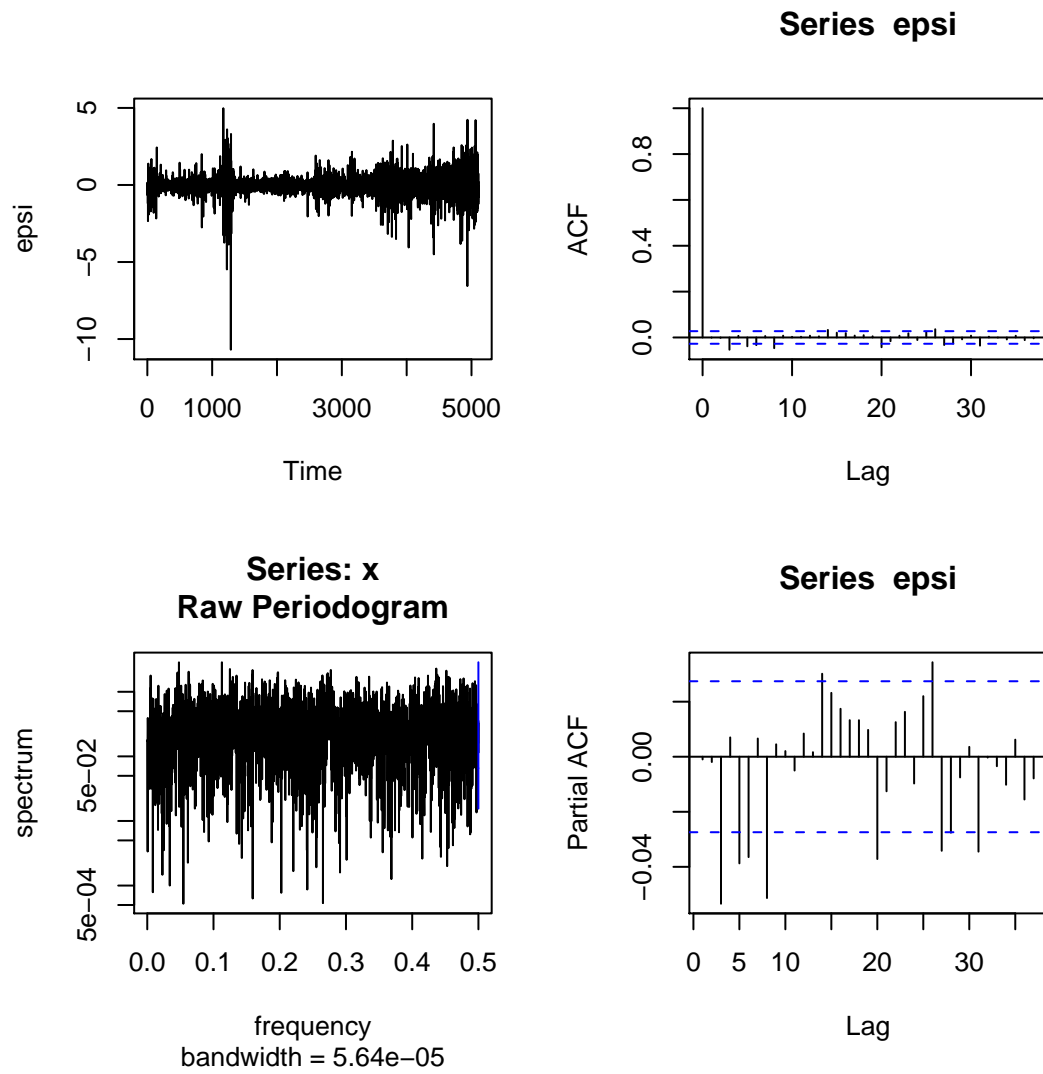 Series  epsi
5
0
−5
−10
epsi
0 1000 3000 5000
Time
0.8
0.4
0.0
ACF
0 10 20 30
Lag
Series: x
Raw Periodogram
5e−02
5e−04
spectrum
0.0 0.1 0.2 0.3 0.4 0.5
frequency
bandwidth = 5.64e−05
Series  epsi
0.00
−0.04
Partial ACF
0 5 10 20 30
Lag